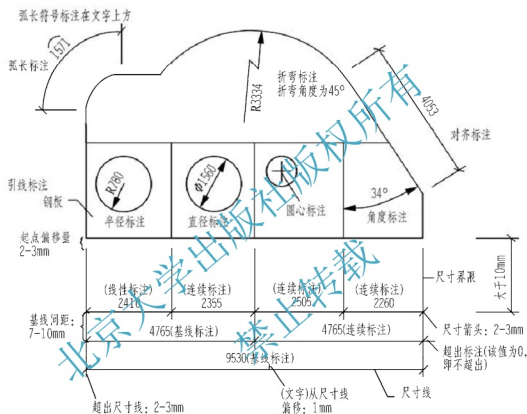 弧长符号标注在文字上方
1571
弧长标注
R3334
折弯标注
折弯角度为45°
4053
对齐标注
引线标注
钢板
R780
半径标注
Φ1560
直径标注
圆心标注
34°
角度标注
起点偏移量
2-3mm
(线性标注)
2410
(连续标注)
2355
(连续标注)
2505
(连续标注)
2260
尺寸界限
大于10mm
基线间距:
7-10mm
4765(基线标注)
4765(连续标注)
尺寸箭头: 2-3mm
超出标注(该值为0,
即不超出)
9530(基线标注)
尺寸线
超出尺寸线: 2-3mm
(文字)从尺寸线
偏移: 1mm
北京大学出版社版权所有
禁止转载